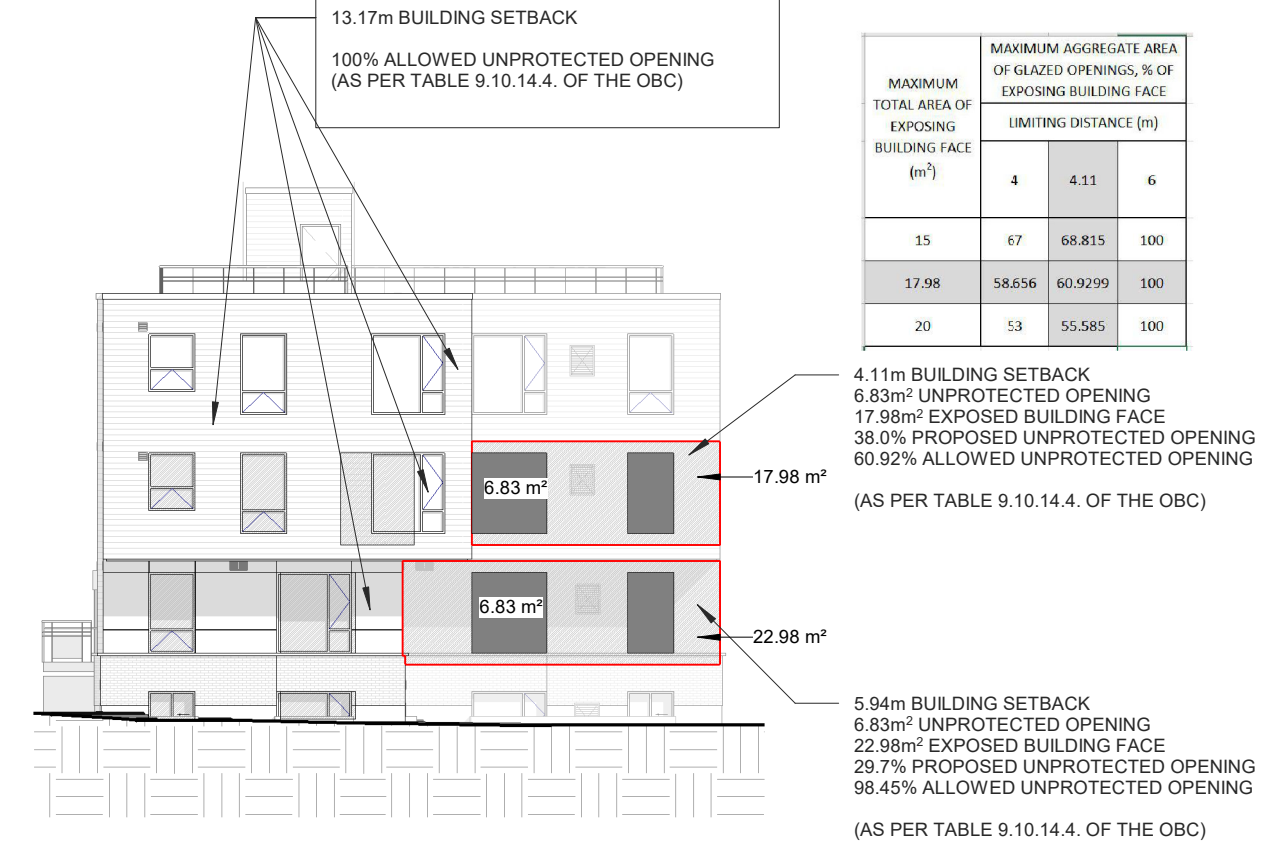 13.17m BUILDING SETBACK
100% ALLOWED UNPROTECTED OPENING
(AS PER TABLE 9.10.14.4. OF THE OBC)
MAXIMUM
TOTAL AREA OF
EXPOSING
BUILDING FACE
(m²)
MAXIMUM AGGREGATE AREA
OF GLAZED OPENINGS, % OF
EXPOSING BUILDING FACE
LIMITING DISTANCE (m)
4 4.11 6
15 67 68.815 100
17.98 58.656 60.9299 100
20 53 55.585 100
4.11m BUILDING SETBACK
6.83m² UNPROTECTED OPENING
17.98m² EXPOSED BUILDING FACE
38.0% PROPOSED UNPROTECTED OPENING
60.92% ALLOWED UNPROTECTED OPENING
(AS PER TABLE 9.10.14.4. OF THE OBC)
6.83 m²
17.98 m²
6.83 m²
22.98 m²
5.94m BUILDING SETBACK
6.83m² UNPROTECTED OPENING
22.98m² EXPOSED BUILDING FACE
29.7% PROPOSED UNPROTECTED OPENING
98.45% ALLOWED UNPROTECTED OPENING
(AS PER TABLE 9.10.14.4. OF THE OBC)